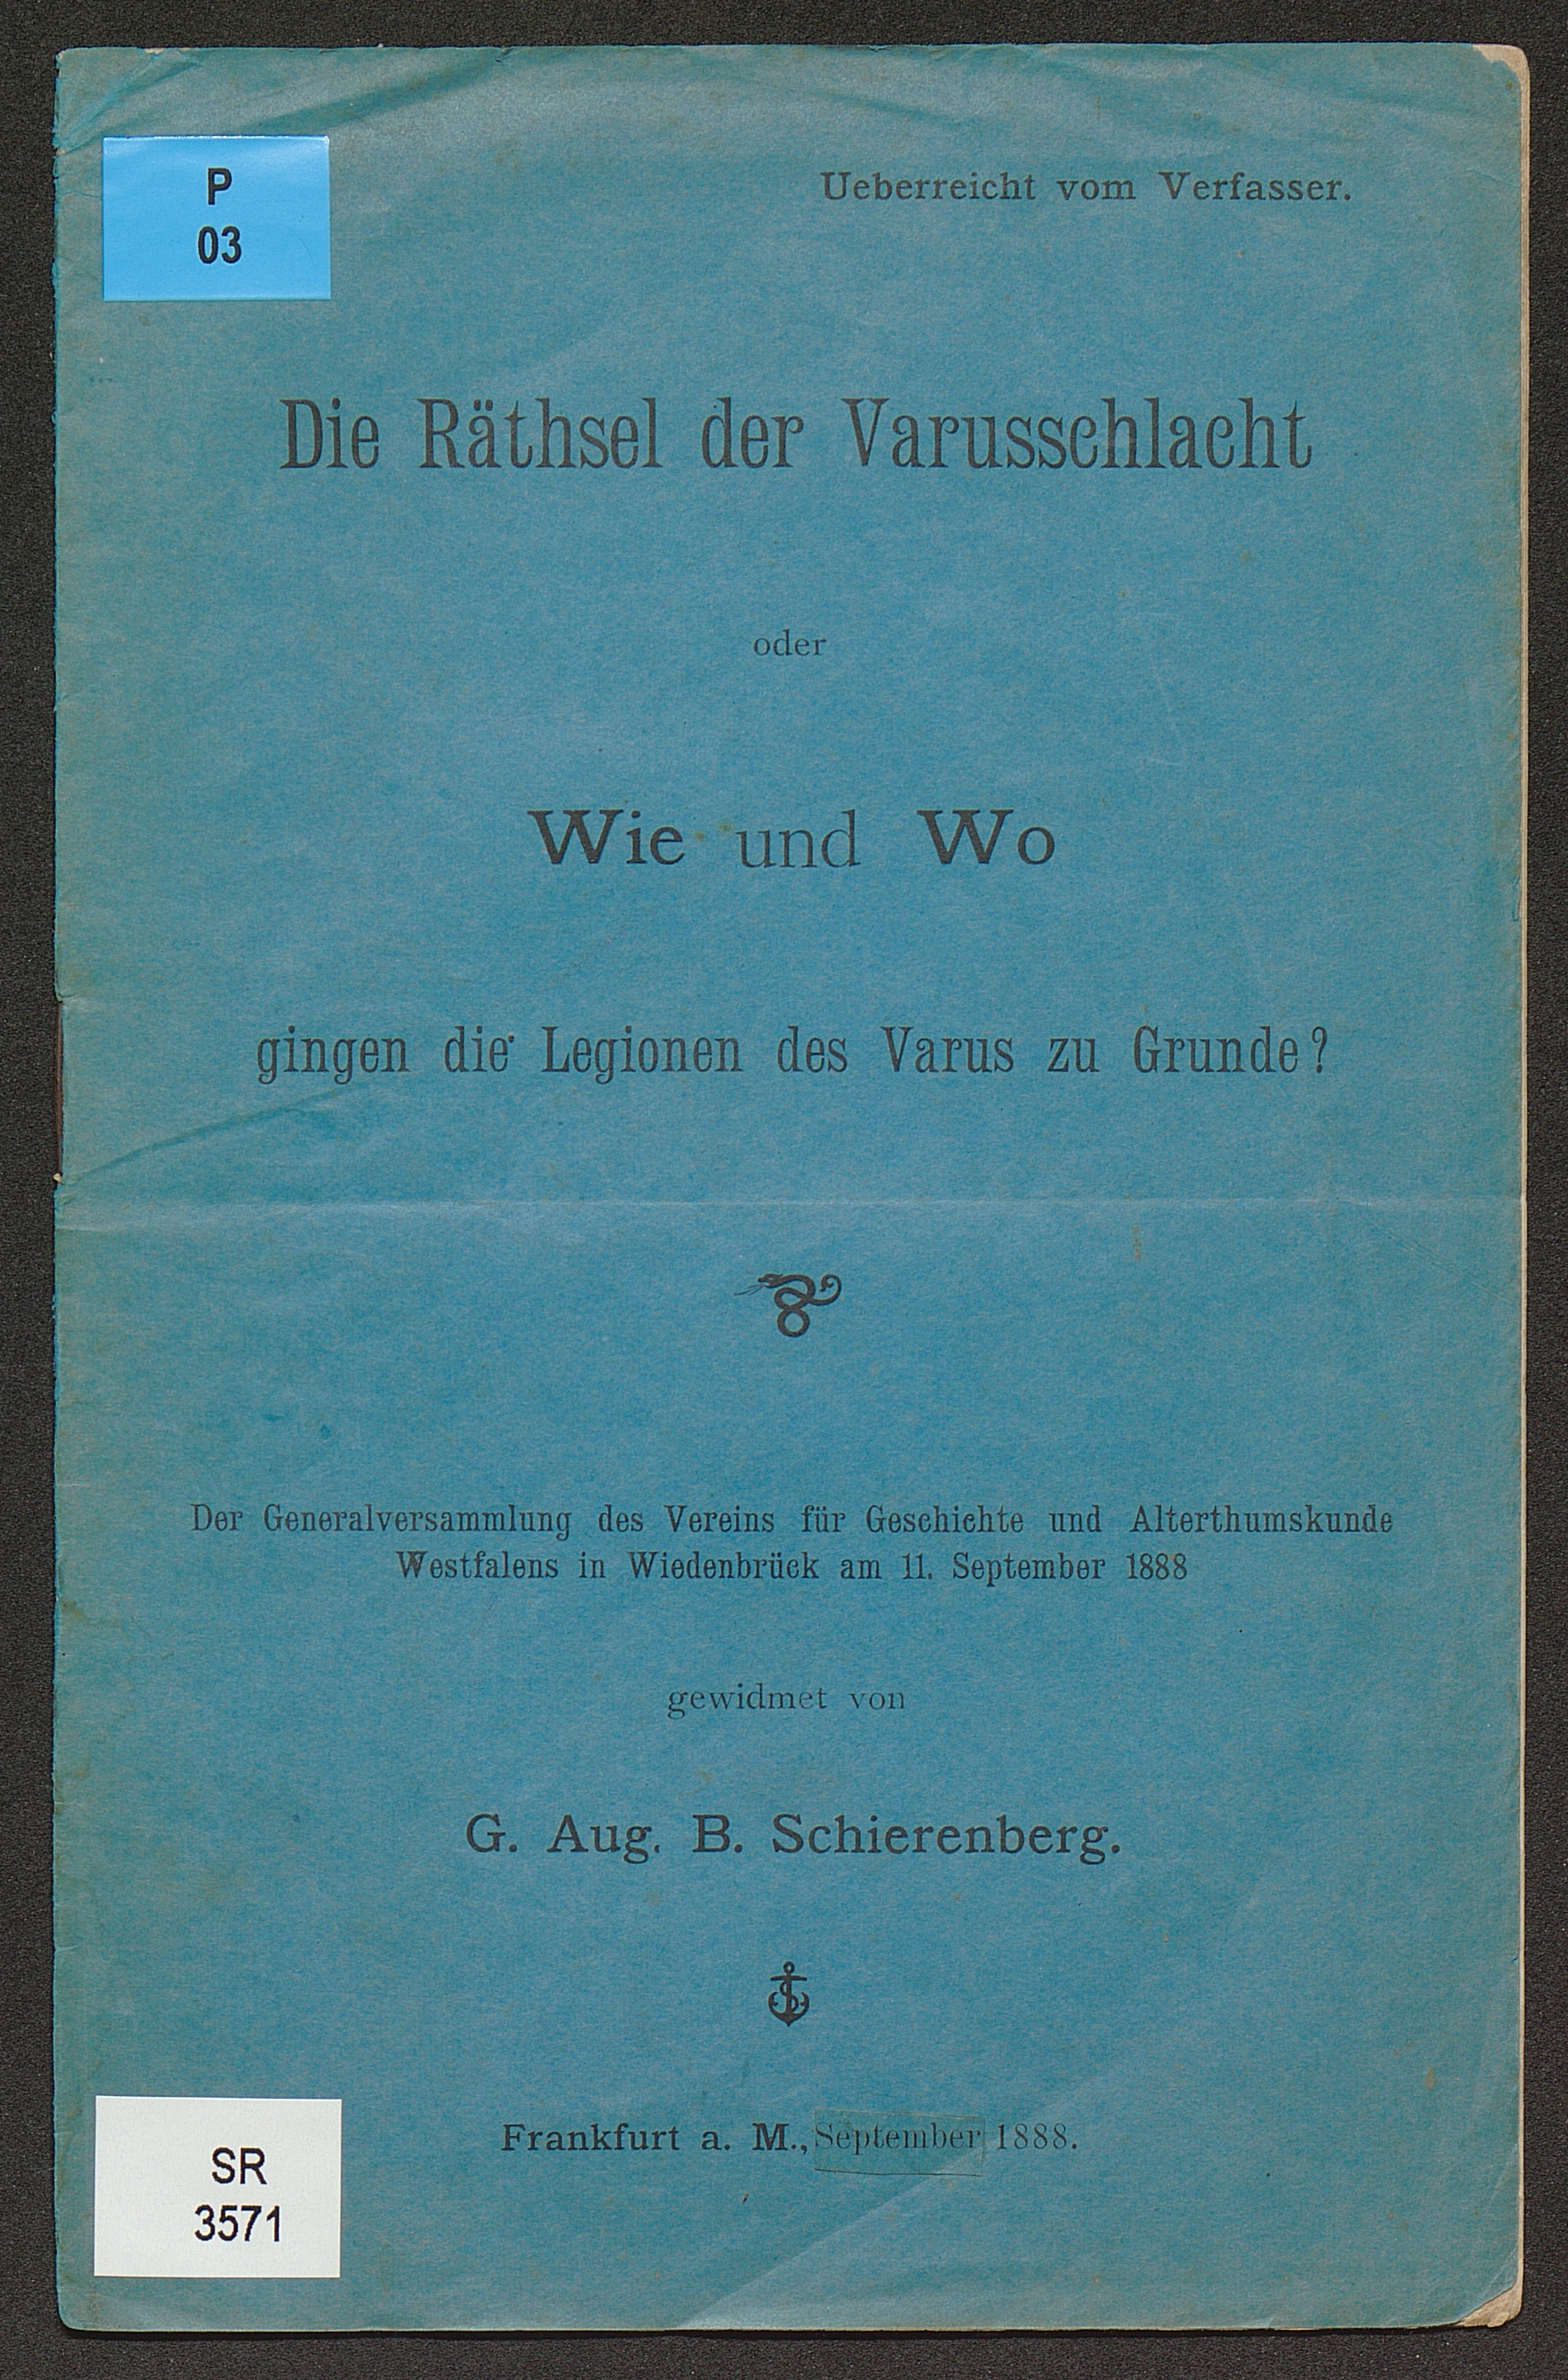 P
03
Ueberreicht vom Verfasser.
Die Räthsel der Varusschlacht
oder
Wie und Wo
gingen die Legionen des Varus zu Grunde?
Der Generalversammlung des Vereins für Geschichte und Alterthumskunde
Westfalens in Wiedenbrück am 11. September 1888
gewidmet von
G. Aug. B. Schierenberg.
Frankfurt a. M., September 1888.
SR
3571